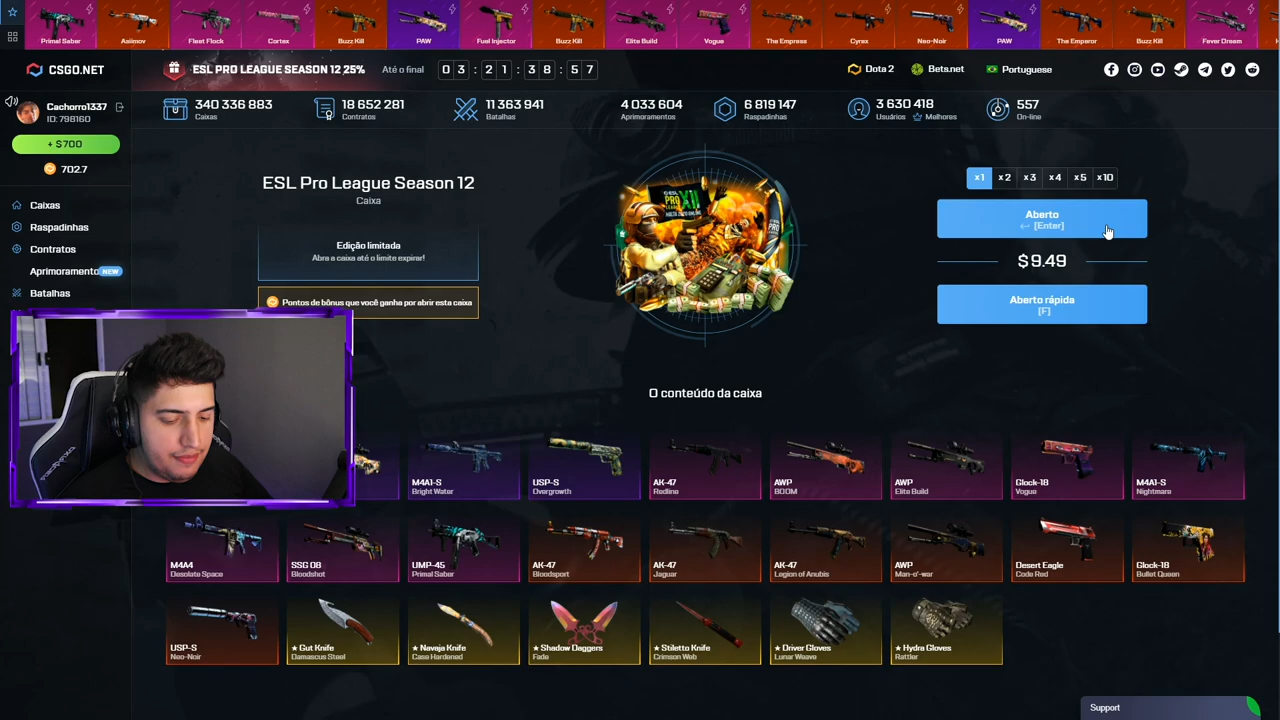 Primal Saber
Asiimov
Fleet Flock
Cortex
Buzz Kill
PAW
Fuel Injector
Buzz Kill
Elite Build
Vogue
The Empress
Cyrex
Neo-Noir
PAW
The Emperor
Buzz Kill
Fever Dream
CSGO.NET
ESL PRO LEAGUE SEASON 12 25%
Até o final
03:21:38:57
Dota 2
Bets.net
Portuguese
Cachorro1337
ID: 798160
+ $700
702.7
340 336 883
Caixas
18 652 281
Contratos
11 363 941
Batalhas
4 033 604
Aprimoramentos
6 819 147
Raspadinhas
3 630 418
Usuários
Melhores
557
On-line
Caixas
Raspadinhas
Contratos
Aprimoramento NEW
Batalhas
ESL Pro League Season 12
Caixa
Edição limitada
Abra a caixa até o limite expirar!
Pontos de bônus que você ganha por abrir esta caixa
x1 x2 x3 x4 x5 x10
Aberto
[Enter]
$ 9.49
Aberto rápida
[F]
O conteúdo da caixa
M4A1-S
Bright Water
USP-S
Overgrowth
AK-47
Redline
AWP
BOOM
AWP
Elite Build
Glock-18
Vogue
M4A1-S
Nightmare
M4A4
Desolate Space
SSG 08
Bloodshot
UMP-45
Primal Saber
AK-47
Bloodsport
AK-47
Jaguar
AK-47
Legion of Anubis
AWP
Man-o'-war
Desert Eagle
Code Red
Glock-18
Bullet Queen
USP-S
Neo-Noir
★ Gut Knife
Damascus Steel
★ Navaja Knife
Case Hardened
★ Shadow Daggers
Fade
★ Stiletto Knife
Crimson Web
★ Driver Gloves
Lunar Weave
★ Hydra Gloves
Rattler
Support